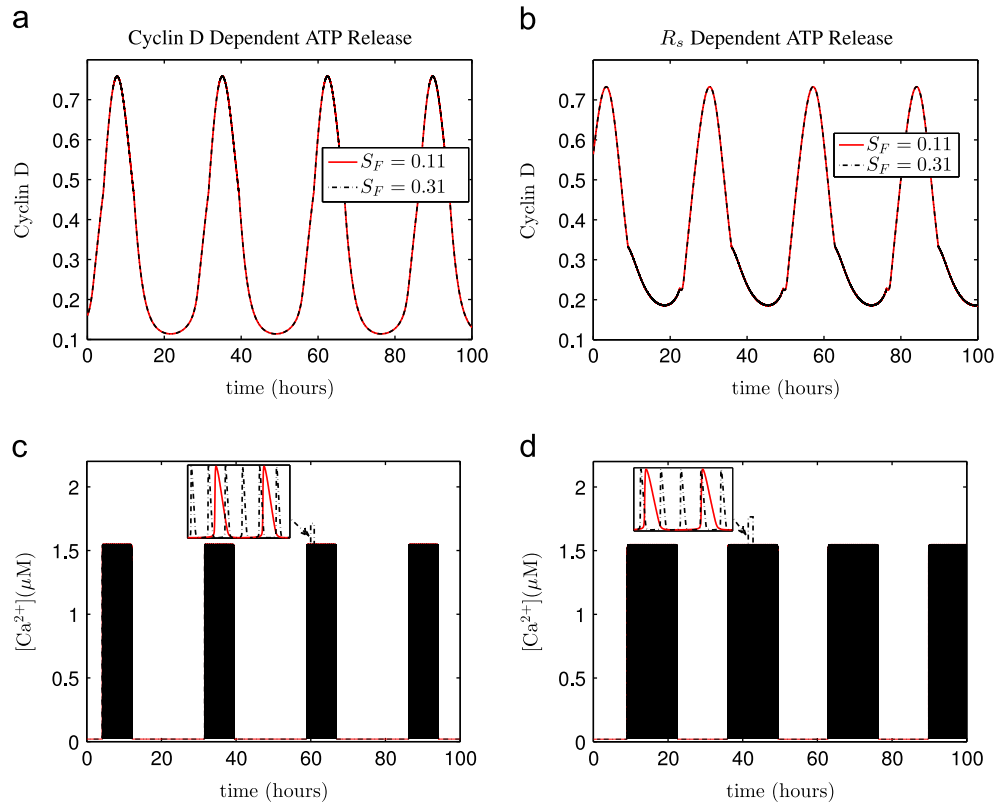 a
Cyclin D Dependent ATP Release
Cyclin D
0.7
0.6
0.5
0.4
0.3
0.2
0.1
S_F = 0.11
S_F = 0.31
0 20 40 60 80 100
time (hours)
b
R_s Dependent ATP Release
Cyclin D
0.7
0.6
0.5
0.4
0.3
0.2
0.1
S_F = 0.11
S_F = 0.31
0 20 40 60 80 100
time (hours)
c
[Ca²⁺](μM)
2
1.5
1
0.5
0
0 20 40 60 80 100
time (hours)
d
[Ca²⁺](μM)
2
1.5
1
0.5
0
0 20 40 60 80 100
time (hours)